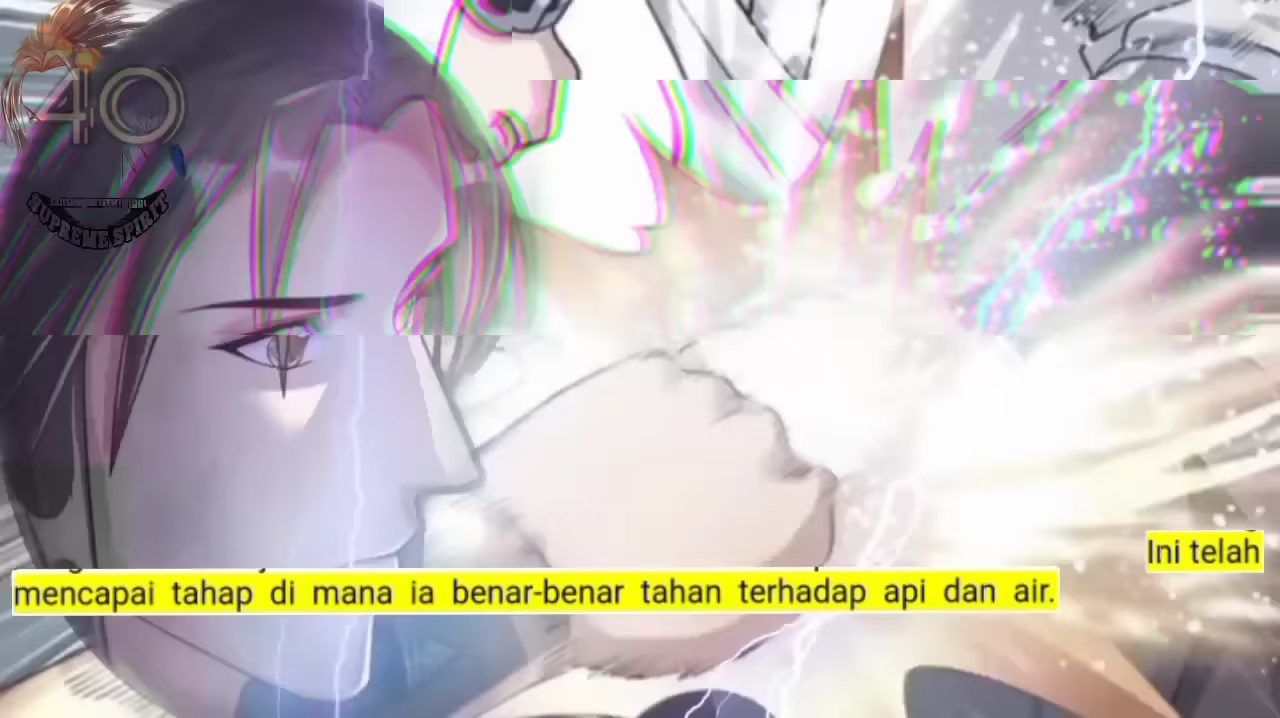 40
SUPREME SPIRIT
Ini telah
mencapai tahap di mana ia benar-benar tahan terhadap api dan air.